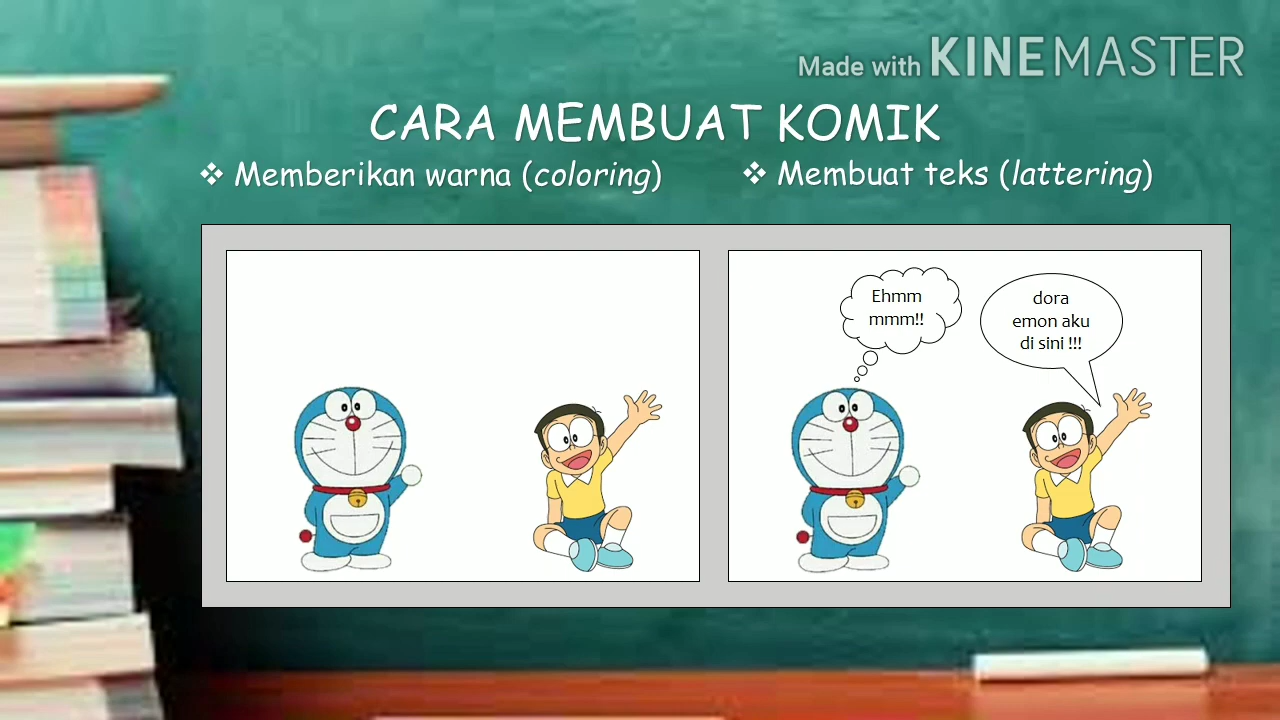 Made with KINEMASTER
CARA MEMBUAT KOMIK
❖ Memberikan warna (coloring)
❖ Membuat teks (lattering)
Ehmm
mmm!!
dora
emon aku
di sini !!!